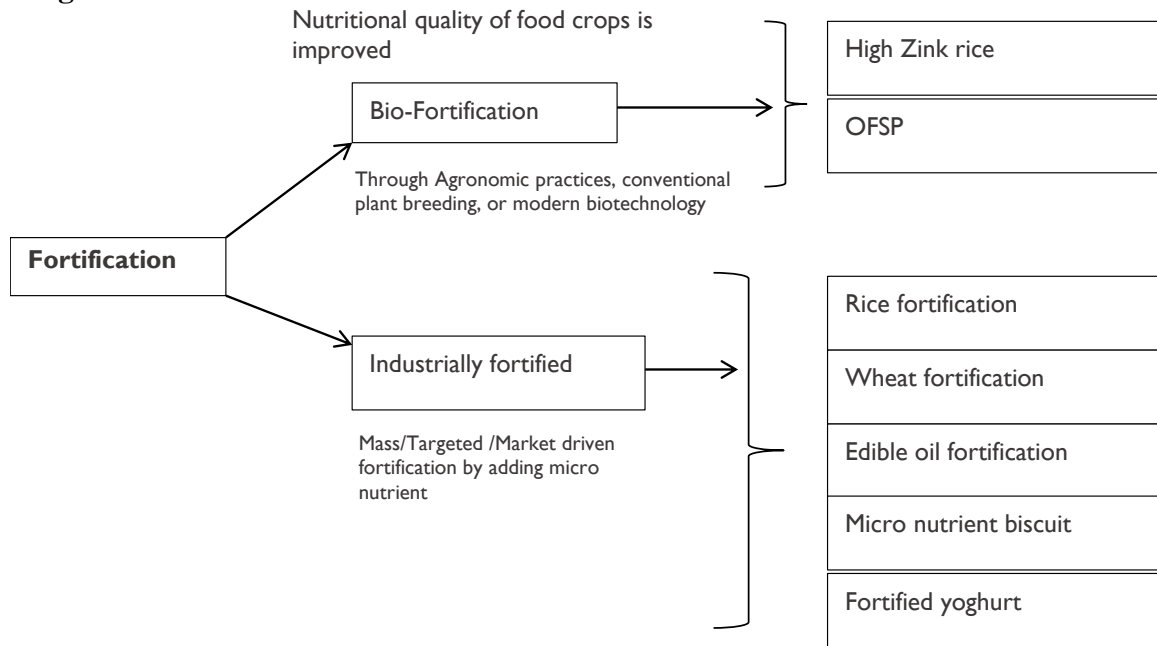 Nutritional quality of food crops is
improved
High Zink rice
Bio-Fortification
OFSP
Through Agronomic practices, conventional
plant breeding, or modern biotechnology
Fortification
Rice fortification
Industrially fortified
Wheat fortification
Mass/Targeted /Market driven
fortification by adding micro
nutrient
Edible oil fortification
Micro nutrient biscuit
Fortified yoghurt